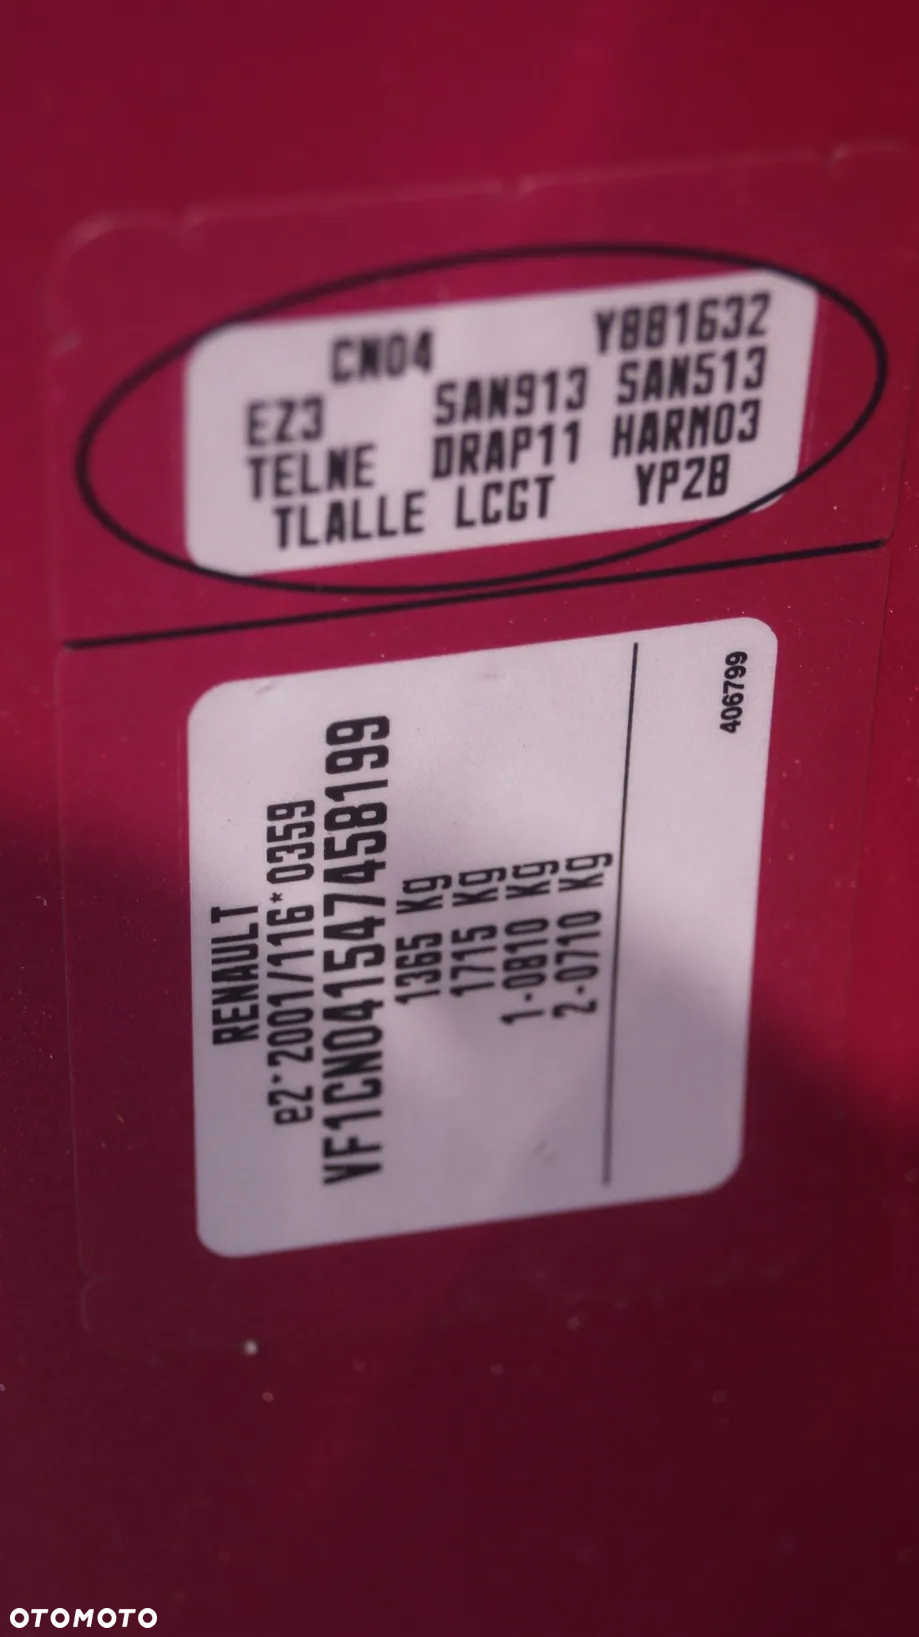 CN04 Y881632
EZ3 SAN913 SAN513
TELNE DRAP11 HARM03
TLALLE LCGT YP2B
RENAULT
e2*2001/116*0359
VF1CN041547458199
1365 Kg
1715 Kg
1-0810 Kg
2-0710 Kg
406799
OTOMOTO